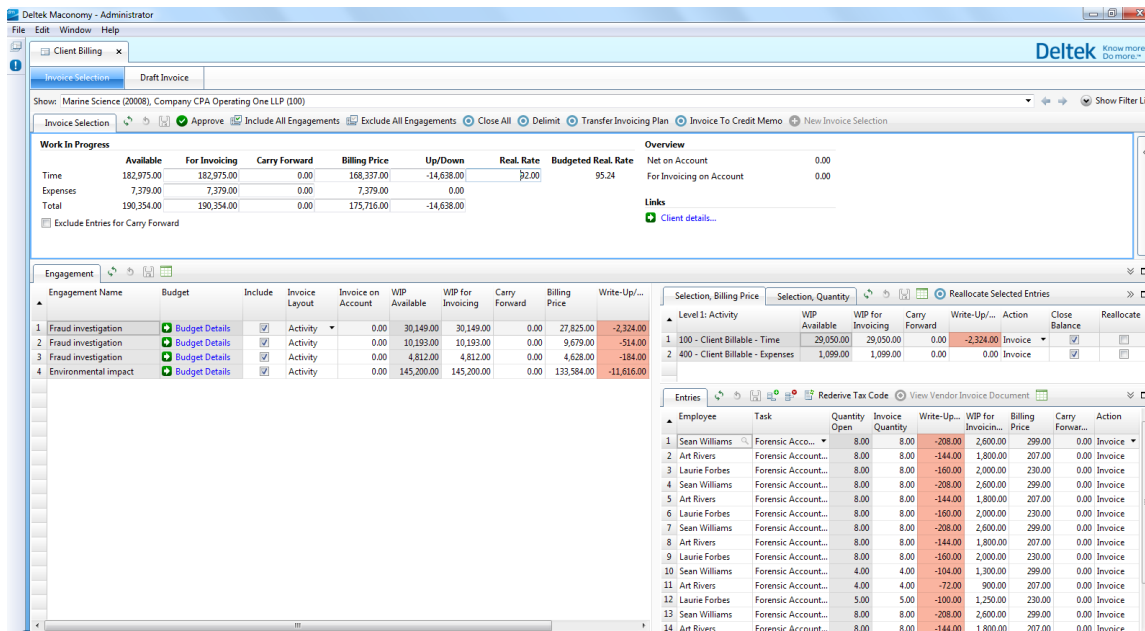 Deltek Maconomy - Administrator
File Edit Window Help
Client Billing x
Deltek Know more. Do more.™
Invoice Selection Draft Invoice
Show: Marine Science (20008), Company CPA Operating One LLP (100) Show Filter Li
Invoice Selection Approve Include All Engagements Exclude All Engagements Close All Delimit Transfer Invoicing Plan Invoice To Credit Memo New Invoice Selection
Work In Progress Overview
Available For Invoicing Carry Forward Billing Price Up/Down Real. Rate Budgeted Real. Rate Net on Account 0.00
Time 182,975.00 182,975.00 0.00 168,337.00 -14,638.00 92.00 95.24 For Invoicing on Account 0.00
Expenses 7,379.00 7,379.00 0.00 7,379.00 0.00
Total 190,354.00 190,354.00 0.00 175,716.00 -14,638.00 Links
Exclude Entries for Carry Forward Client details...
Engagement
Engagement Name Budget Include Invoice Layout Invoice on Account WIP Available WIP for Invoicing Carry Forward Billing Price Write-Up/...
1 Fraud investigation Budget Details Activity 0.00 30,149.00 30,149.00 0.00 27,825.00 -2,324.00
2 Fraud investigation Budget Details Activity 0.00 10,193.00 10,193.00 0.00 9,679.00 -514.00
3 Fraud investigation Budget Details Activity 0.00 4,812.00 4,812.00 0.00 4,628.00 -184.00
4 Environmental impact Budget Details Activity 0.00 145,200.00 145,200.00 0.00 133,584.00 -11,616.00
Selection, Billing Price Selection, Quantity Reallocate Selected Entries
Level 1: Activity WIP Available WIP for Invoicing Carry Forward Write-Up/... Action Close Balance Reallocate
1 100 - Client Billable - Time 29,050.00 29,050.00 0.00 -2,324.00 Invoice
2 400 - Client Billable - Expenses 1,099.00 1,099.00 0.00 0.00 Invoice
Entries Rederive Tax Code View Vendor Invoice Document
Employee Task Quantity Open Invoice Quantity Write-Up... WIP for Invoicin... Billing Price Carry Forwar... Action
1 Sean Williams Forensic Acco... 8.00 8.00 -208.00 2,600.00 299.00 0.00 Invoice
2 Art Rivers Forensic Account... 8.00 8.00 -144.00 1,800.00 207.00 0.00 Invoice
3 Laurie Forbes Forensic Account... 8.00 8.00 -160.00 2,000.00 230.00 0.00 Invoice
4 Sean Williams Forensic Account... 8.00 8.00 -208.00 2,600.00 299.00 0.00 Invoice
5 Art Rivers Forensic Account... 8.00 8.00 -144.00 1,800.00 207.00 0.00 Invoice
6 Laurie Forbes Forensic Account... 8.00 8.00 -160.00 2,000.00 230.00 0.00 Invoice
7 Sean Williams Forensic Account... 8.00 8.00 -208.00 2,600.00 299.00 0.00 Invoice
8 Art Rivers Forensic Account... 8.00 8.00 -144.00 1,800.00 207.00 0.00 Invoice
9 Laurie Forbes Forensic Account... 8.00 8.00 -160.00 2,000.00 230.00 0.00 Invoice
10 Sean Williams Forensic Account... 4.00 4.00 -104.00 1,300.00 299.00 0.00 Invoice
11 Art Rivers Forensic Account... 4.00 4.00 -72.00 900.00 207.00 0.00 Invoice
12 Laurie Forbes Forensic Account... 5.00 5.00 -100.00 1,250.00 230.00 0.00 Invoice
13 Sean Williams Forensic Account... 8.00 8.00 -208.00 2,600.00 299.00 0.00 Invoice
14 Art Rivers Forensic Account... 8.00 8.00 -144.00 1,800.00 207.00 0.00 Invoice